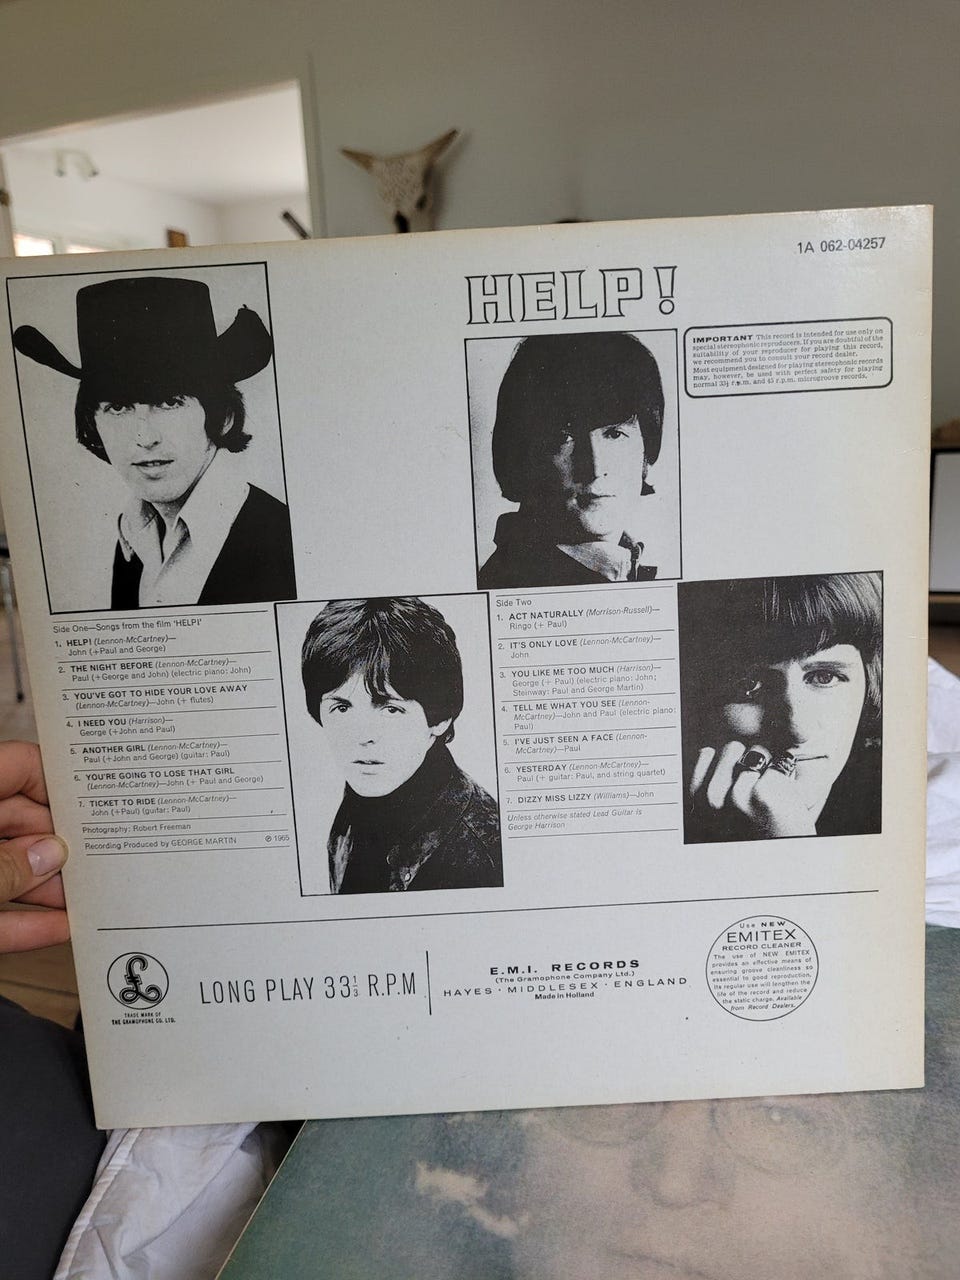 1A 062-04257
HELP!
IMPORTANT This record is intended for use only on
special stereophonic reproducers. If you are doubtful of the
suitability of your reproducer for playing this record,
we recommend you to consult your record dealer.
Most equipment designed for playing stereophonic records
may, however, be used with perfect safety for playing
normal 33⅓ r.p.m. and 45 r.p.m. microgroove records.
Side One—Songs from the film 'HELP!'
1. HELP! (Lennon-McCartney)—
John (+Paul and George)
2. THE NIGHT BEFORE (Lennon-McCartney)—
Paul (+George and John) (electric piano: John)
3. YOU'VE GOT TO HIDE YOUR LOVE AWAY
(Lennon-McCartney)—John (+ flutes)
4. I NEED YOU (Harrison)—
George (+John and Paul)
5. ANOTHER GIRL (Lennon-McCartney)—
Paul (+John and George) (guitar: Paul)
6. YOU'RE GOING TO LOSE THAT GIRL
(Lennon-McCartney)—John (+ Paul and George)
7. TICKET TO RIDE (Lennon-McCartney)—
John (+Paul) (guitar: Paul)
Photography: Robert Freeman
Recording Produced by GEORGE MARTIN ℗ 1965
Side Two
1. ACT NATURALLY (Morrison-Russell)—
Ringo (+ Paul)
2. IT'S ONLY LOVE (Lennon-McCartney)—
John
3. YOU LIKE ME TOO MUCH (Harrison)—
George (+ Paul) (electric piano: John;
Steinway: Paul and George Martin)
4. TELL ME WHAT YOU SEE (Lennon-
McCartney)—John and Paul (electric piano:
Paul)
5. I'VE JUST SEEN A FACE (Lennon-
McCartney)—Paul
6. YESTERDAY (Lennon-McCartney)—
Paul (+ guitar: Paul, and string quartet)
7. DIZZY MISS LIZZY (Williams)—John
Unless otherwise stated Lead Guitar is
George Harrison
£
TRADE MARK OF
THE GRAMOPHONE CO. LTD.
LONG PLAY 33⅓ R.P.M.
E.M.I. RECORDS
(The Gramophone Company Ltd.)
HAYES · MIDDLESEX · ENGLAND
Made in Holland
Use NEW
EMITEX
RECORD CLEANER
The use of NEW EMITEX
provides an effective means of
ensuring groove cleanliness so
essential to good reproduction,
its regular use will lengthen the
life of the record and reduce
the static charge. Available
from Record Dealers.